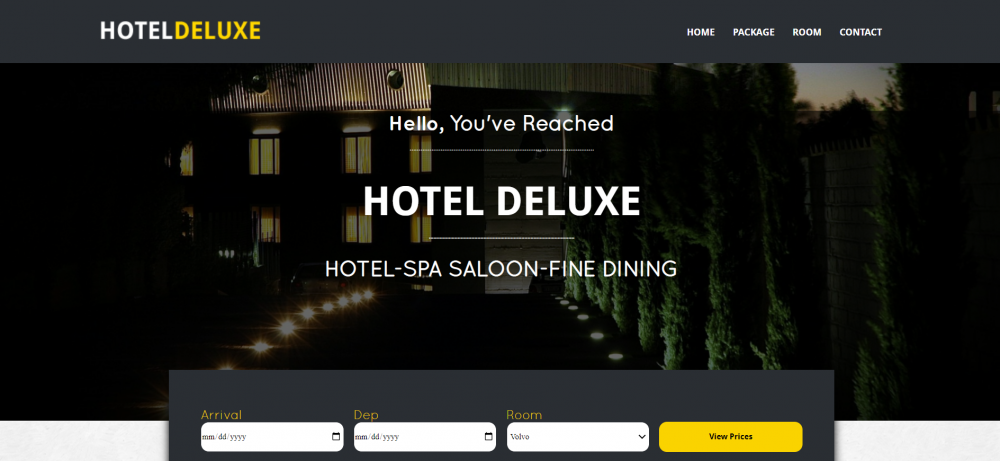 HOTELDELUXE
HOME PACKAGE ROOM CONTACT
Hello, You've Reached
HOTEL DELUXE
HOTEL-SPA SALOON-FINE DINING
Arrival Dep Room
mm/dd/yyyy mm/dd/yyyy Volvo View Prices